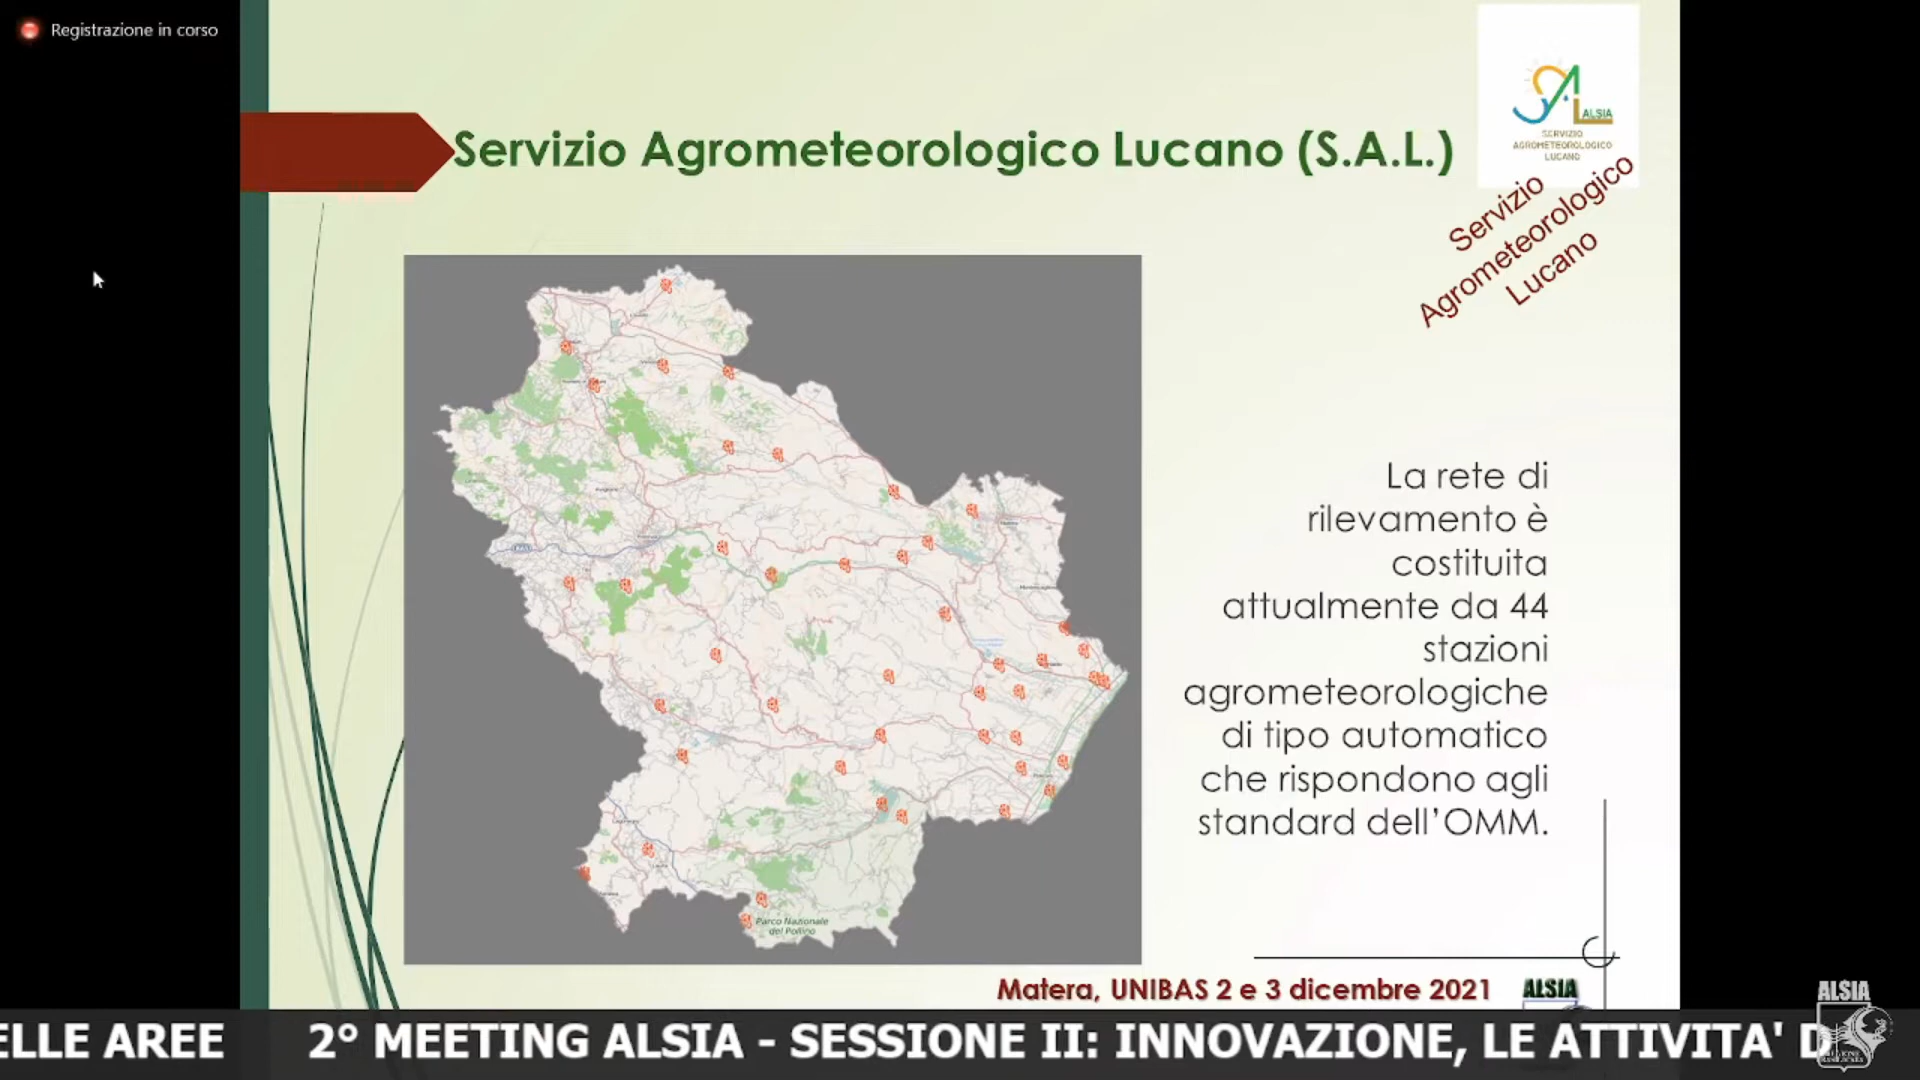 Registrazione in corso
Servizio Agrometeorologico Lucano (S.A.L.)
ALSIA
SERVIZIO
AGROMETEOROLOGICO
LUCANO
Servizio
Agrometeorologico
Lucano
La rete di
rilevamento è
costituita
attualmente da 44
stazioni
agrometeorologiche
di tipo automatico
che rispondono agli
standard dell'OMM.
Parco Nazionale
del Pollino
Matera, UNIBAS 2 e 3 dicembre 2021
ALSIA
ALSIA
ELLE AREE 2° MEETING ALSIA - SESSIONE II: INNOVAZIONE, LE ATTIVITA' D